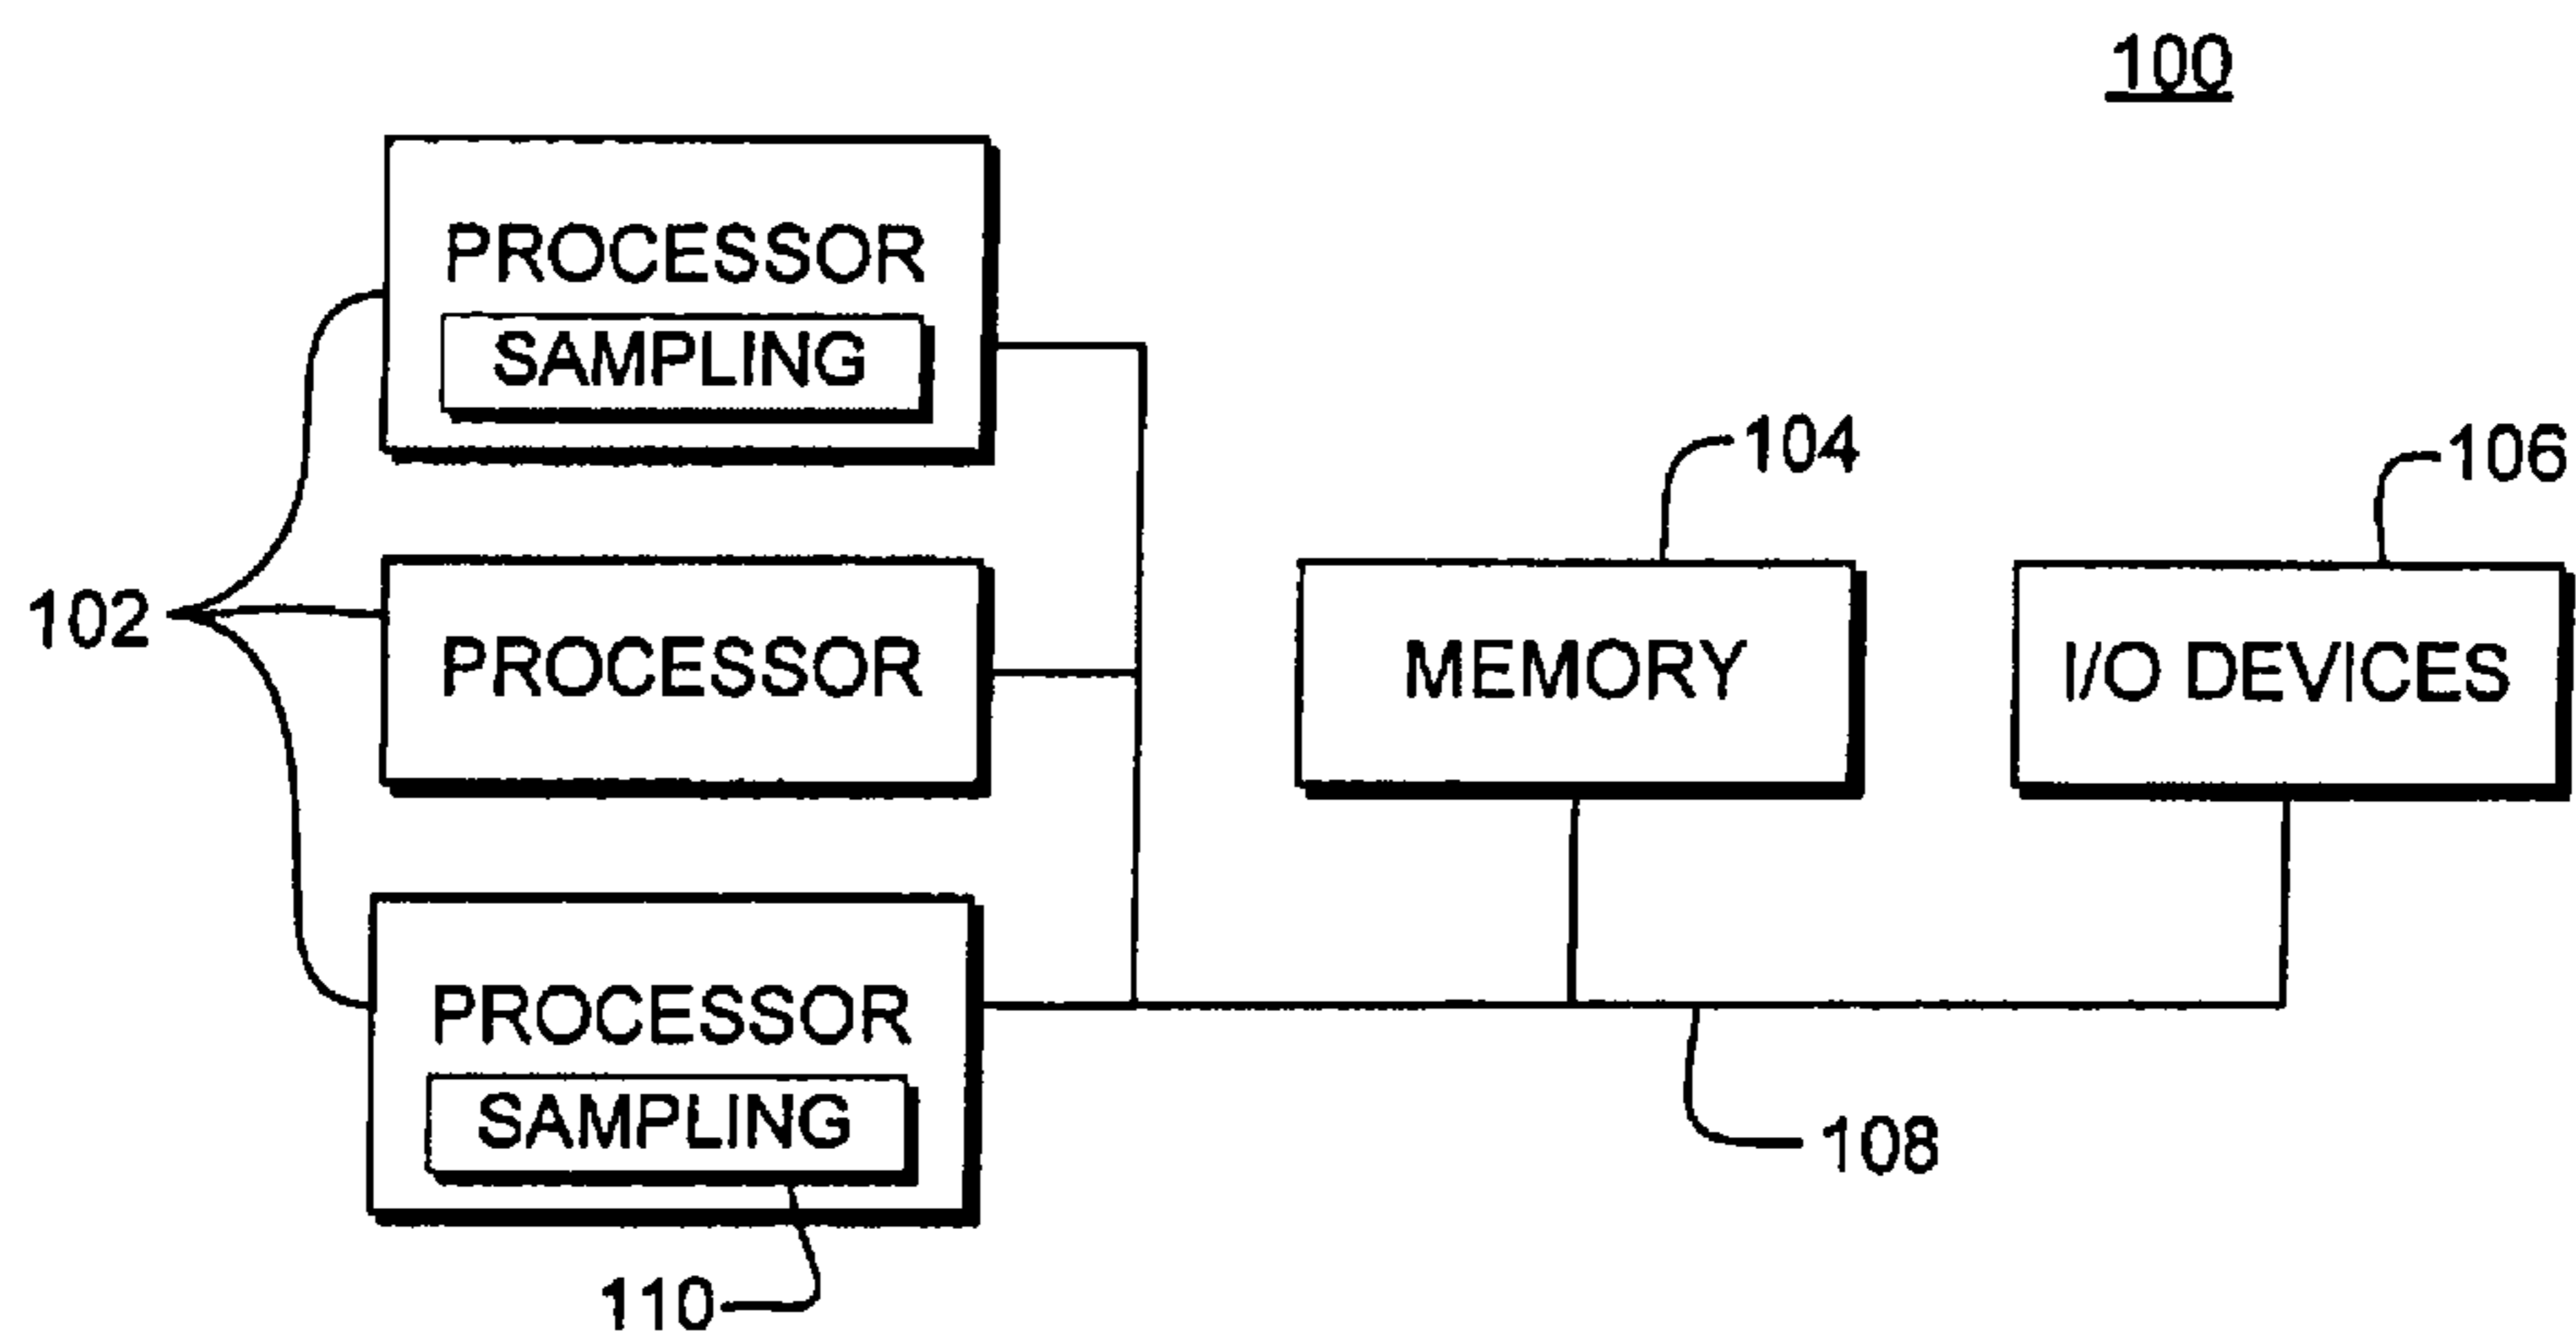 100
PROCESSOR
SAMPLING
104
106
102
PROCESSOR
MEMORY
I/O DEVICES
PROCESSOR
SAMPLING
108
110